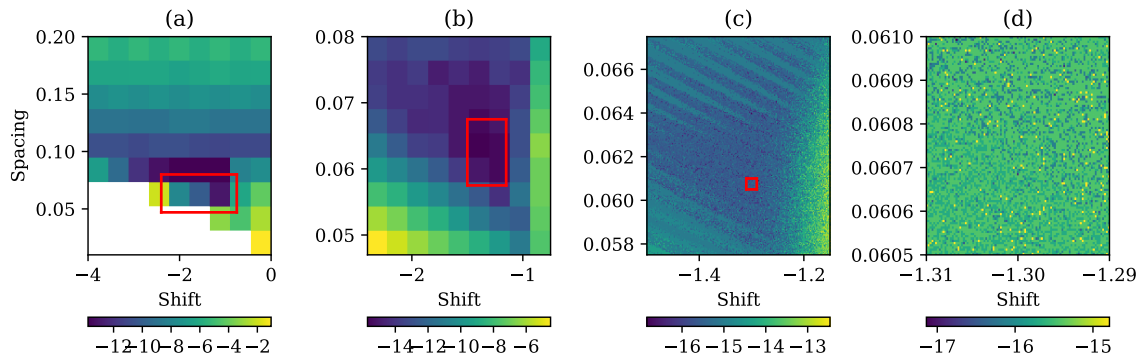 (a) (b) (c) (d)
Spacing
0.20
0.15
0.10
0.05
−4 −2 0
Shift
−12 −10 −8 −6 −4 −2
0.08
0.07
0.06
0.05
−2 −1
Shift
−14 −12 −10 −8 −6
0.066
0.064
0.062
0.060
0.058
−1.4 −1.2
Shift
−16 −15 −14 −13
0.0610
0.0609
0.0608
0.0607
0.0606
0.0605
−1.31 −1.30 −1.29
Shift
−17 −16 −15